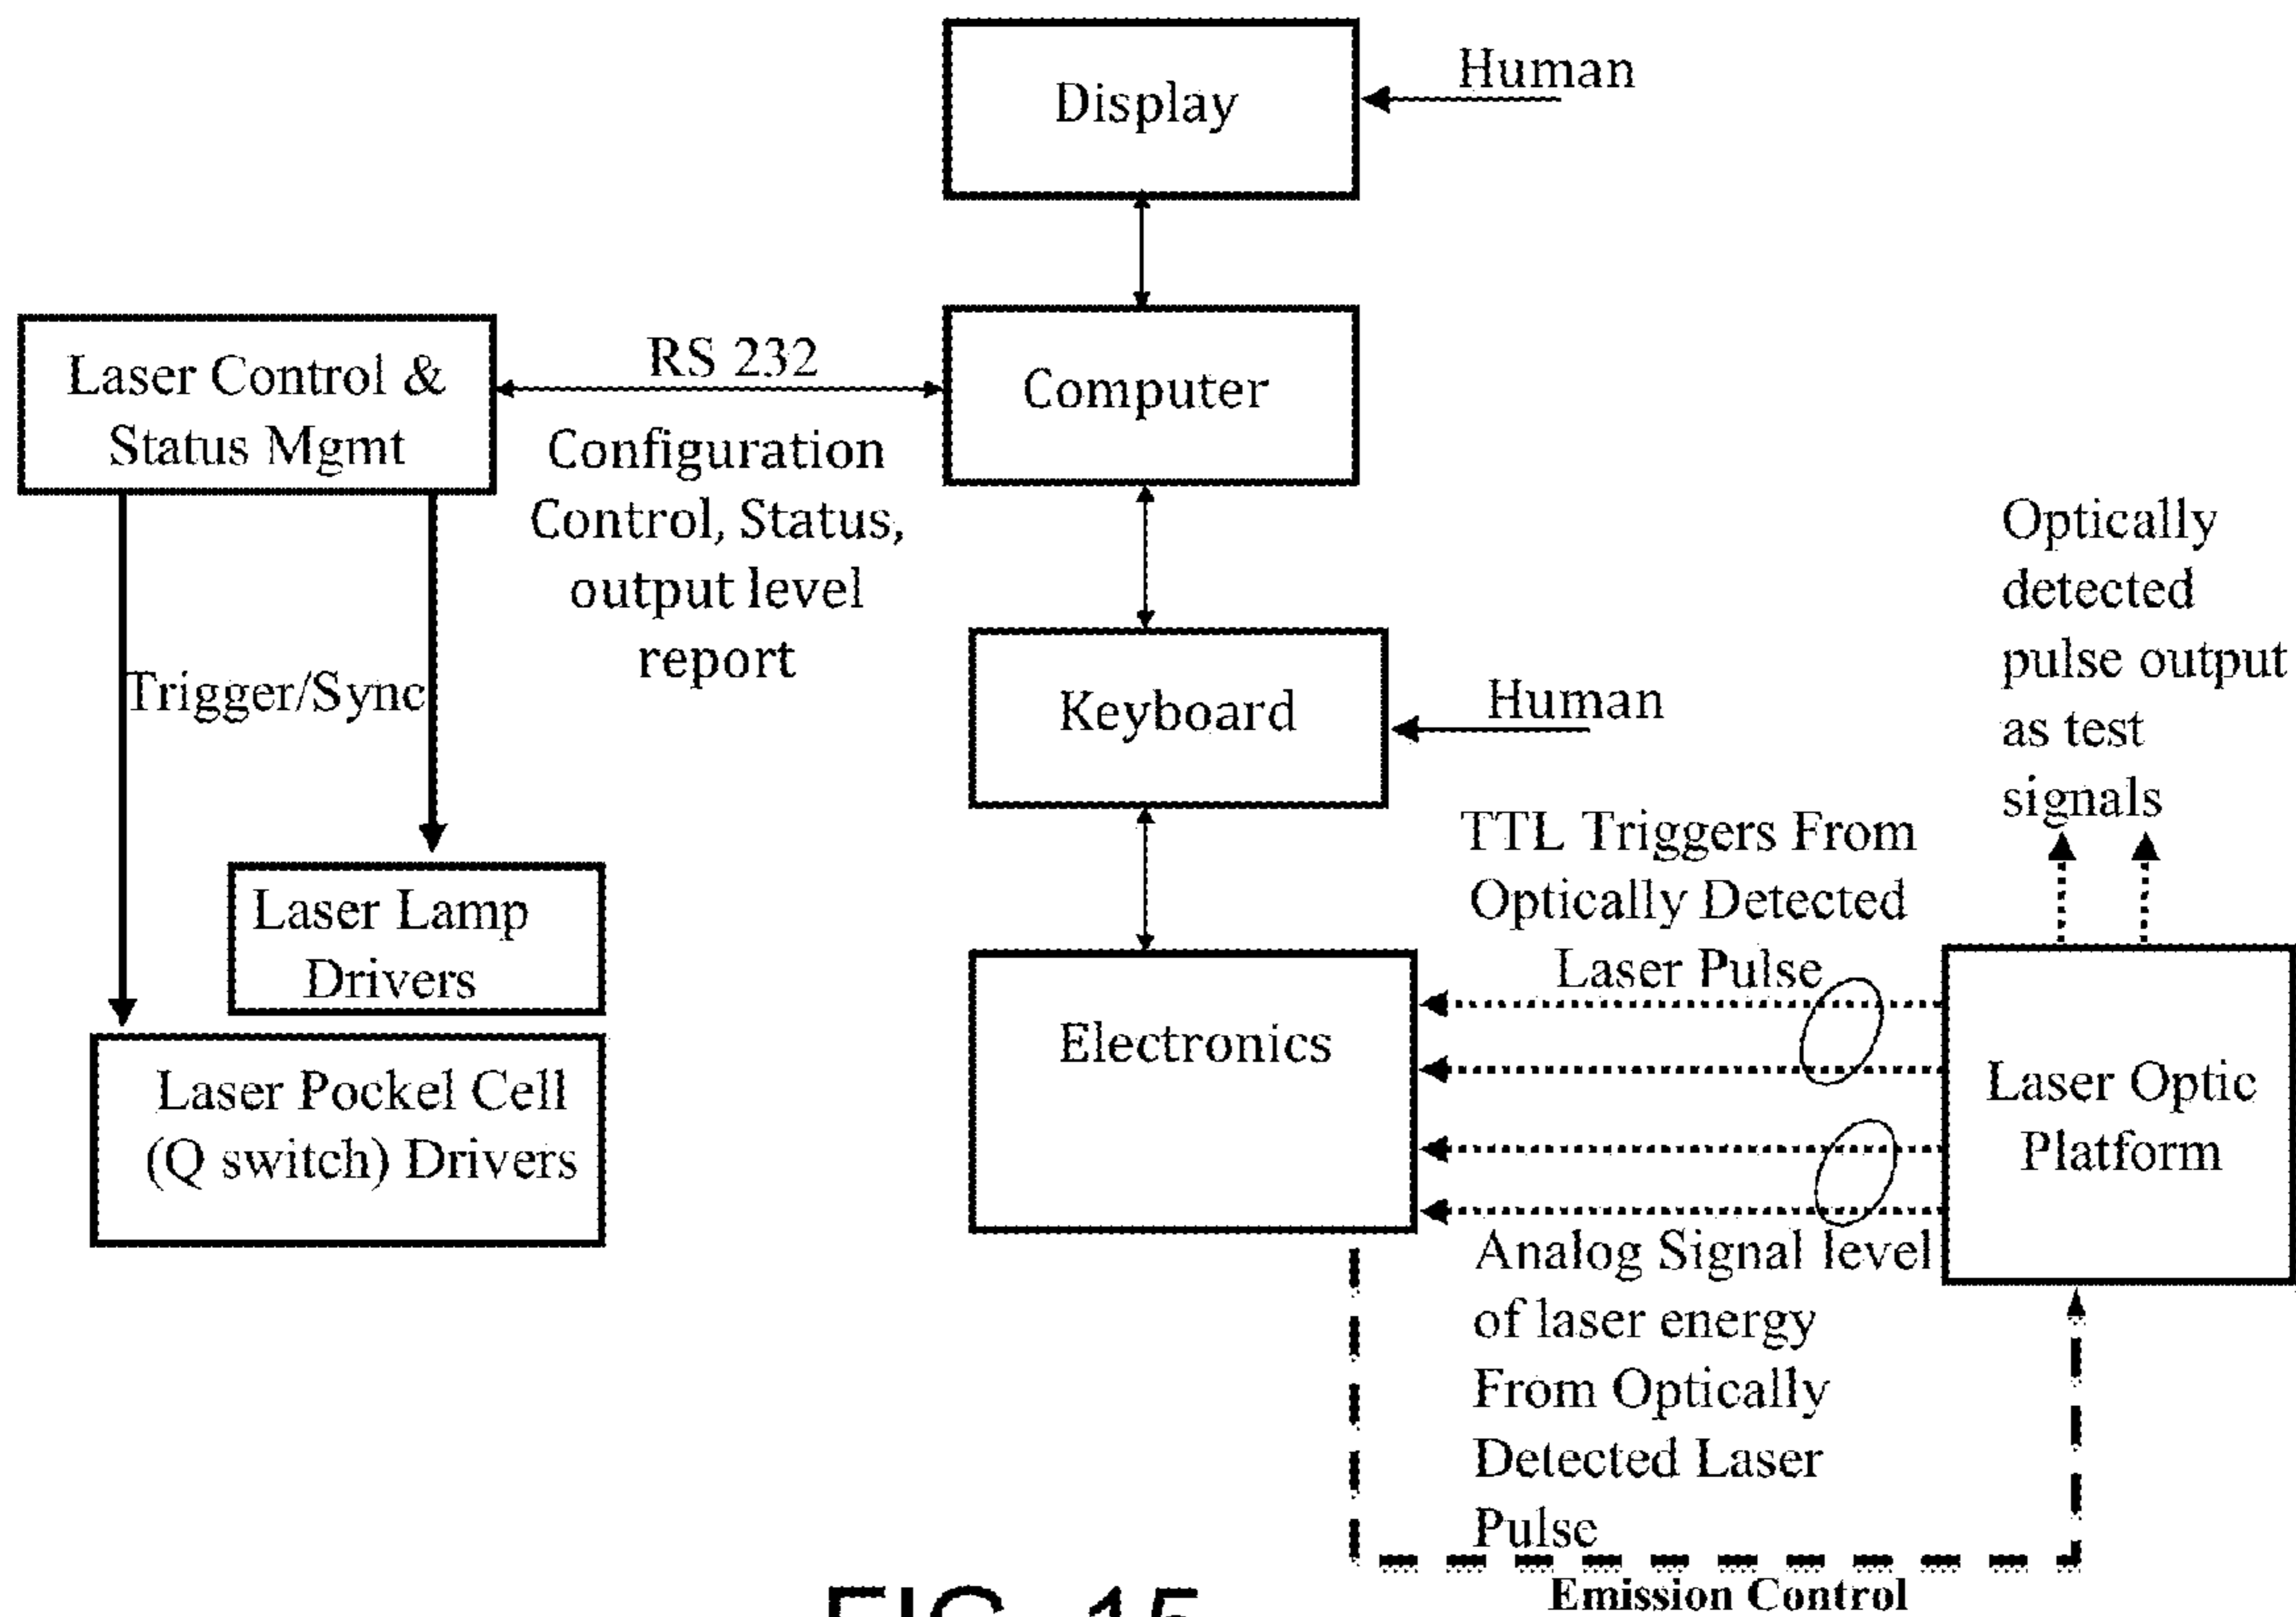 Display
Human
Laser Control &
Status Mgmt
RS 232
Configuration
Control, Status,
output level
report
Computer
Trigger/Sync
Keyboard
Human
Optically
detected
pulse output
as test
signals
Laser Lamp
Drivers
Laser Pockel Cell
(Q switch) Drivers
TTL Triggers From
Optically Detected
Laser Pulse
Electronics
Laser Optic
Platform
Analog Signal level
of laser energy
From Optically
Detected Laser
Pulse
Emission Control
FIG. 15